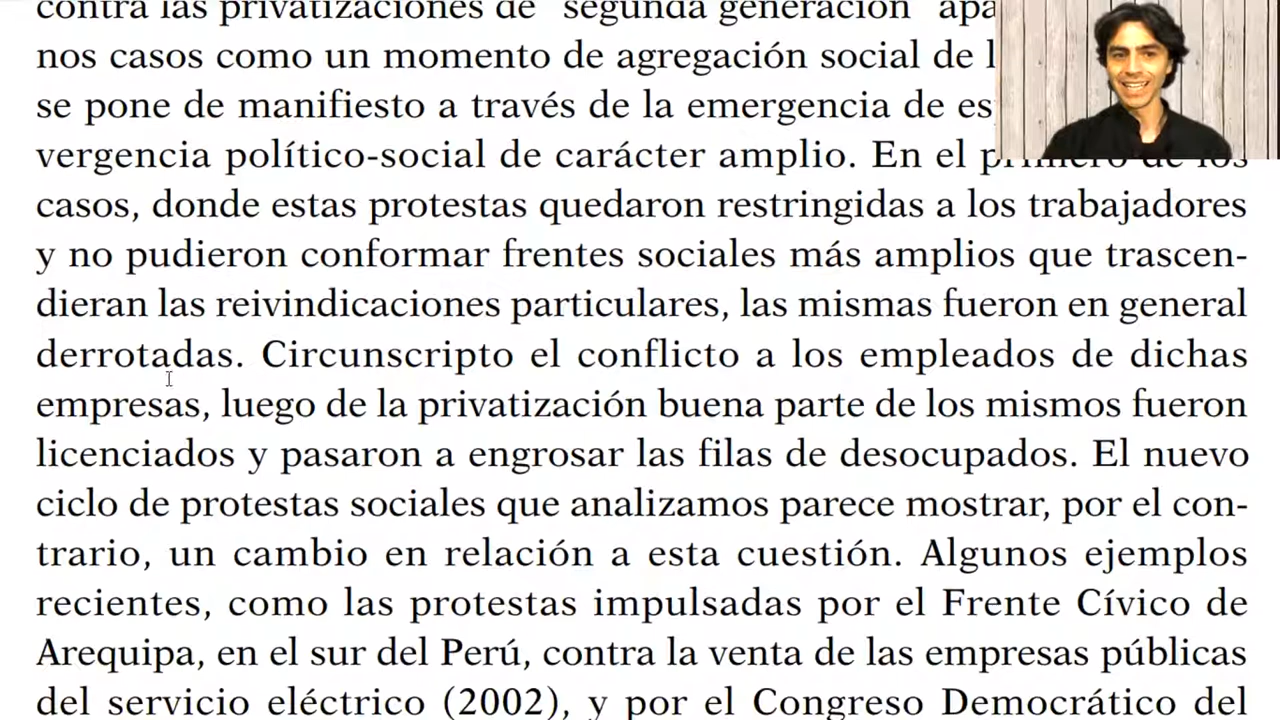 contra las privatizaciones de "segunda generación"
nos casos como un momento de agregación social de
se pone de manifiesto a través de la emergencia de
vergencia político-social de carácter amplio. En el primero de los
casos, donde estas protestas quedaron restringidas a los trabajadores
y no pudieron conformar frentes sociales más amplios que trascen-
dieran las reivindicaciones particulares, las mismas fueron en general
derrotadas. Circunscripto el conflicto a los empleados de dichas
empresas, luego de la privatización buena parte de los mismos fueron
licenciados y pasaron a engrosar las filas de desocupados. El nuevo
ciclo de protestas sociales que analizamos parece mostrar, por el con-
trario, un cambio en relación a esta cuestión. Algunos ejemplos
recientes, como las protestas impulsadas por el Frente Cívico de
Arequipa, en el sur del Perú, contra la venta de las empresas públicas
del servicio eléctrico (2002), y por el Congreso Democrático del